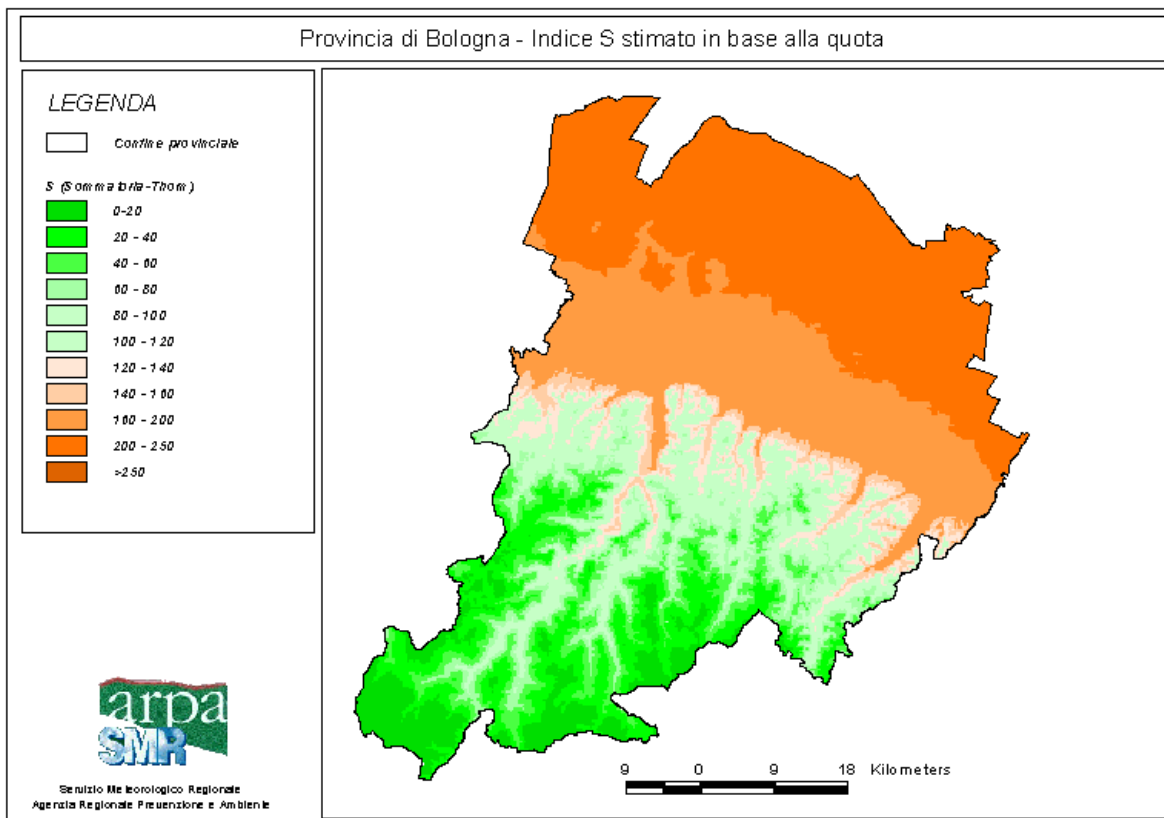 Provincia di Bologna - Indice S stimato in base alla quota
LEGENDA
Confine provinciale
S (Sommatoria-Thom)
0-20
20 - 40
40 - 60
60 - 80
80 - 100
100 - 120
120 - 140
140 - 160
160 - 200
200 - 250
>250
arpa
SMR
Servizio Meteorologico Regionale
Agenzia Regionale Prevenzione e Ambiente
9 0 9 18 Kilometers